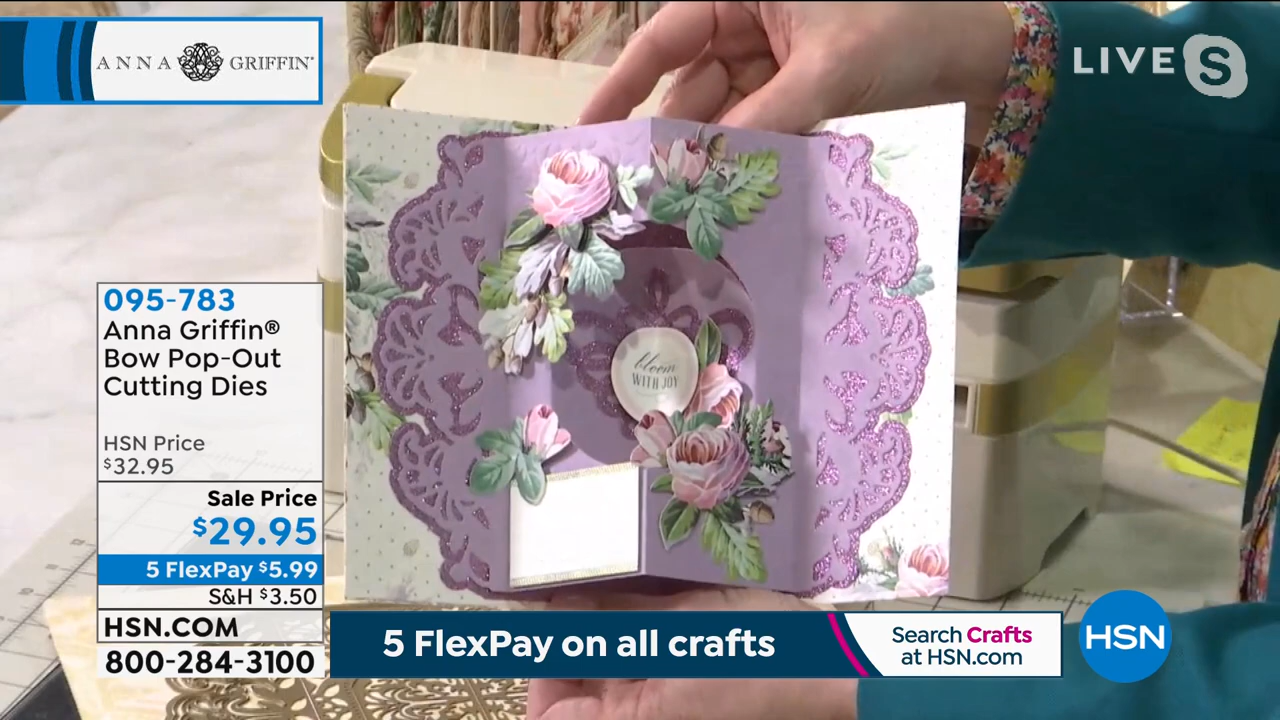 ANNA GRIFFIN®
LIVE S
bloom
WITH JOY
095-783
Anna Griffin®
Bow Pop-Out
Cutting Dies
HSN Price
$32.95
Sale Price
$29.95
5 FlexPay $5.99
S&H $3.50
HSN.COM
800-284-3100
5 FlexPay on all crafts
Search Crafts
at HSN.com
HSN